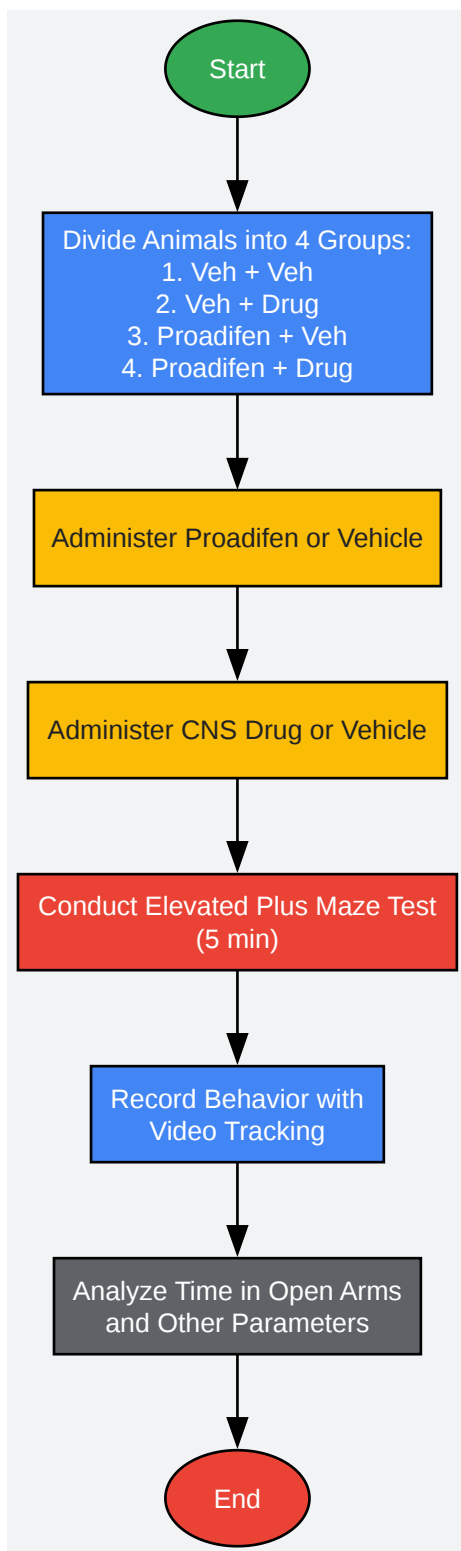 Start
Divide Animals into 4 Groups:
1. Veh + Veh
2. Veh + Drug
3. Proadifen + Veh
4. Proadifen + Drug
Administer Proadifen or Vehicle
Administer CNS Drug or Vehicle
Conduct Elevated Plus Maze Test
(5 min)
Record Behavior with
Video Tracking
Analyze Time in Open Arms
and Other Parameters
End